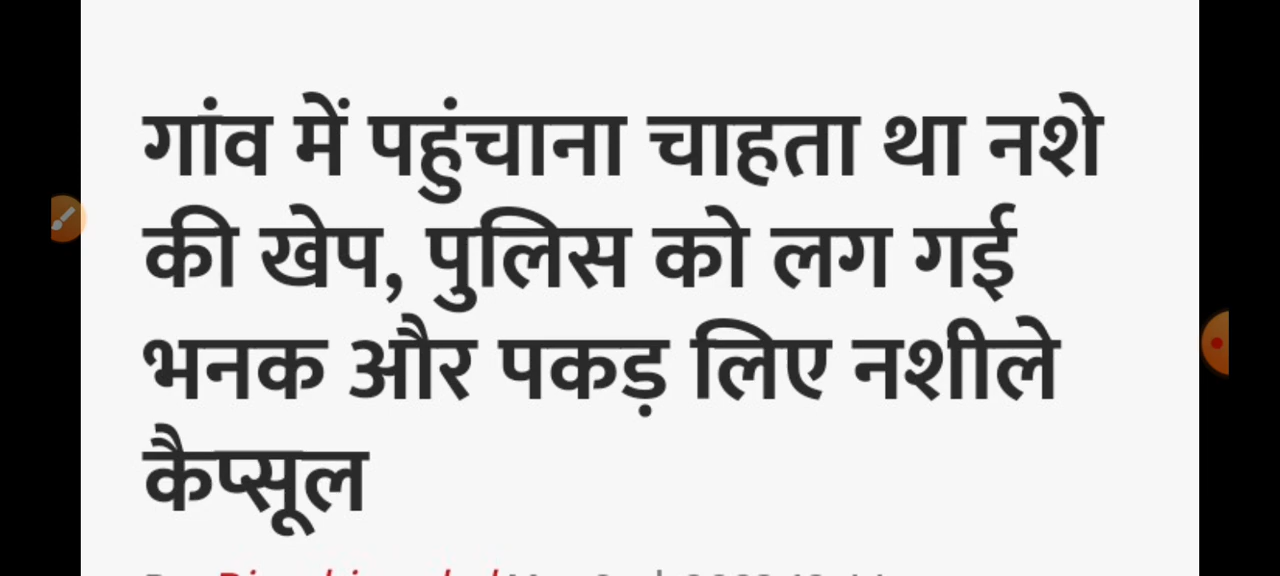 गांव में पहुंचाना चाहता था नशे
की खेप, पुलिस को लग गई
भनक और पकड़ लिए नशीले
कैप्सूल